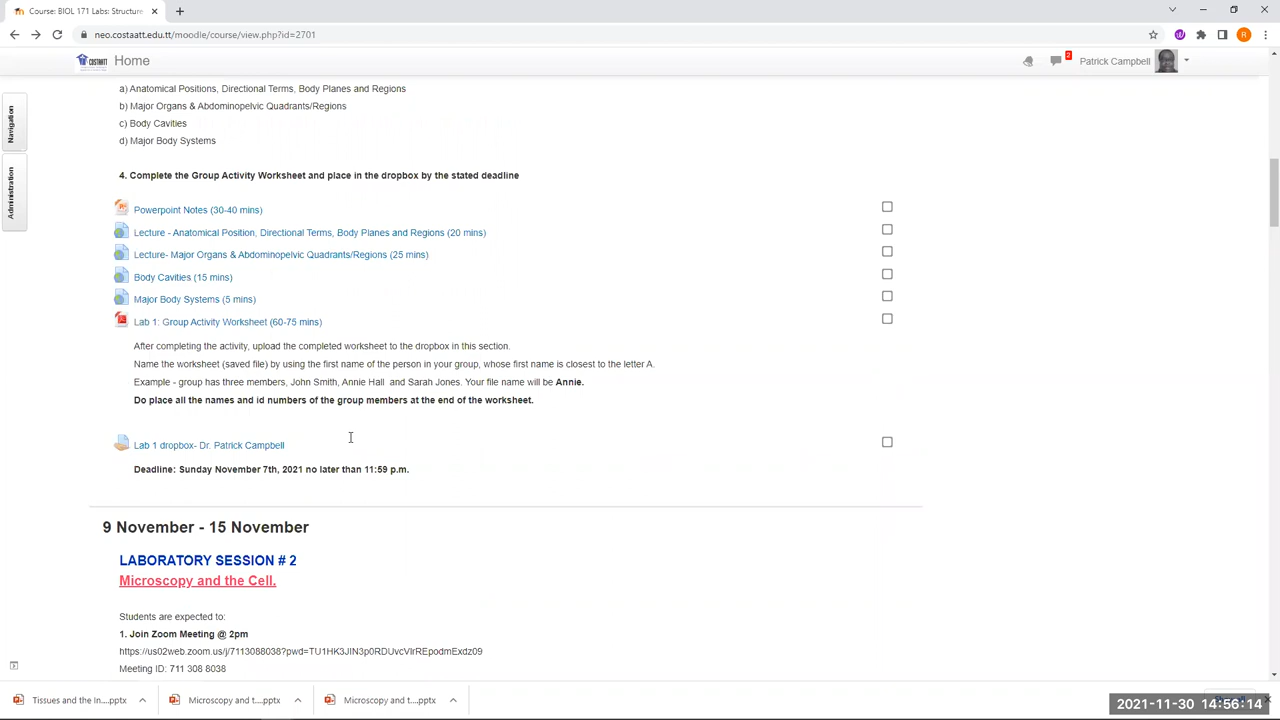 Course: BIOL 171 Labs: Structure
neo.costaatt.edu.tt/moodle/course/view.php?id=2701
R
COSTAATT
Home
2
Patrick Campbell
Navigation
Administration
a) Anatomical Positions, Directional Terms, Body Planes and Regions
b) Major Organs & Abdominopelvic Quadrants/Regions
c) Body Cavities
d) Major Body Systems
4. Complete the Group Activity Worksheet and place in the dropbox by the stated deadline
Powerpoint Notes (30-40 mins)
Lecture - Anatomical Position, Directional Terms, Body Planes and Regions (20 mins)
Lecture- Major Organs & Abdominopelvic Quadrants/Regions (25 mins)
Body Cavities (15 mins)
Major Body Systems (5 mins)
Lab 1: Group Activity Worksheet (60-75 mins)
After completing the activity, upload the completed worksheet to the dropbox in this section.
Name the worksheet (saved file) by using the first name of the person in your group, whose first name is closest to the letter A.
Example - group has three members, John Smith, Annie Hall and Sarah Jones. Your file name will be Annie.
Do place all the names and id numbers of the group members at the end of the worksheet.
Lab 1 dropbox- Dr. Patrick Campbell
Deadline: Sunday November 7th, 2021 no later than 11:59 p.m.
9 November - 15 November
LABORATORY SESSION # 2
Microscopy and the Cell.
Students are expected to:
1. Join Zoom Meeting @ 2pm
https://us02web.zoom.us/j/7113088038?pwd=TU1HK3JIN3p0RDUvcVlrREpodmExdz09
Meeting ID: 711 308 8038
Tissues and the In....pptx
Microscopy and t....pptx
Microscopy and t....pptx
2021-11-30 14:56:14